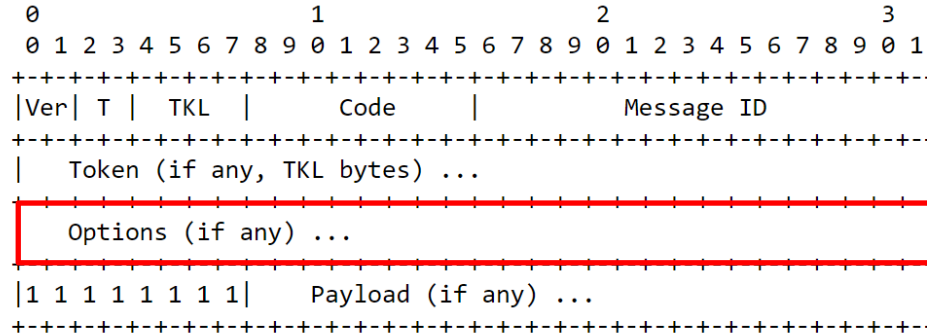 0 1 2 3
0 1 2 3 4 5 6 7 8 9 0 1 2 3 4 5 6 7 8 9 0 1 2 3 4 5 6 7 8 9 0 1
+-+-+-+-+-+-+-+-+-+-+-+-+-+-+-+-+-+-+-+-+-+-+-+-+-+-+-+-+-+-+-+--
|Ver| T | TKL | Code | Message ID
+-+-+-+-+-+-+-+-+-+-+-+-+-+-+-+-+-+-+-+-+-+-+-+-+-+-+-+-+-+-+-+--
| Token (if any, TKL bytes) ...
+-+-+-+-+-+-+-+-+-+-+-+-+-+-+-+-+-+-+-+-+-+-+-+-+-+-+-+-+-+-+-+--
Options (if any) ...
+-+-+-+-+-+-+-+-+-+-+-+-+-+-+-+-+-+-+-+-+-+-+-+-+-+-+-+-+-+-+-+--
|1 1 1 1 1 1 1 1| Payload (if any) ...
+-+-+-+-+-+-+-+-+-+-+-+-+-+-+-+-+-+-+-+-+-+-+-+-+-+-+-+-+-+-+-+--